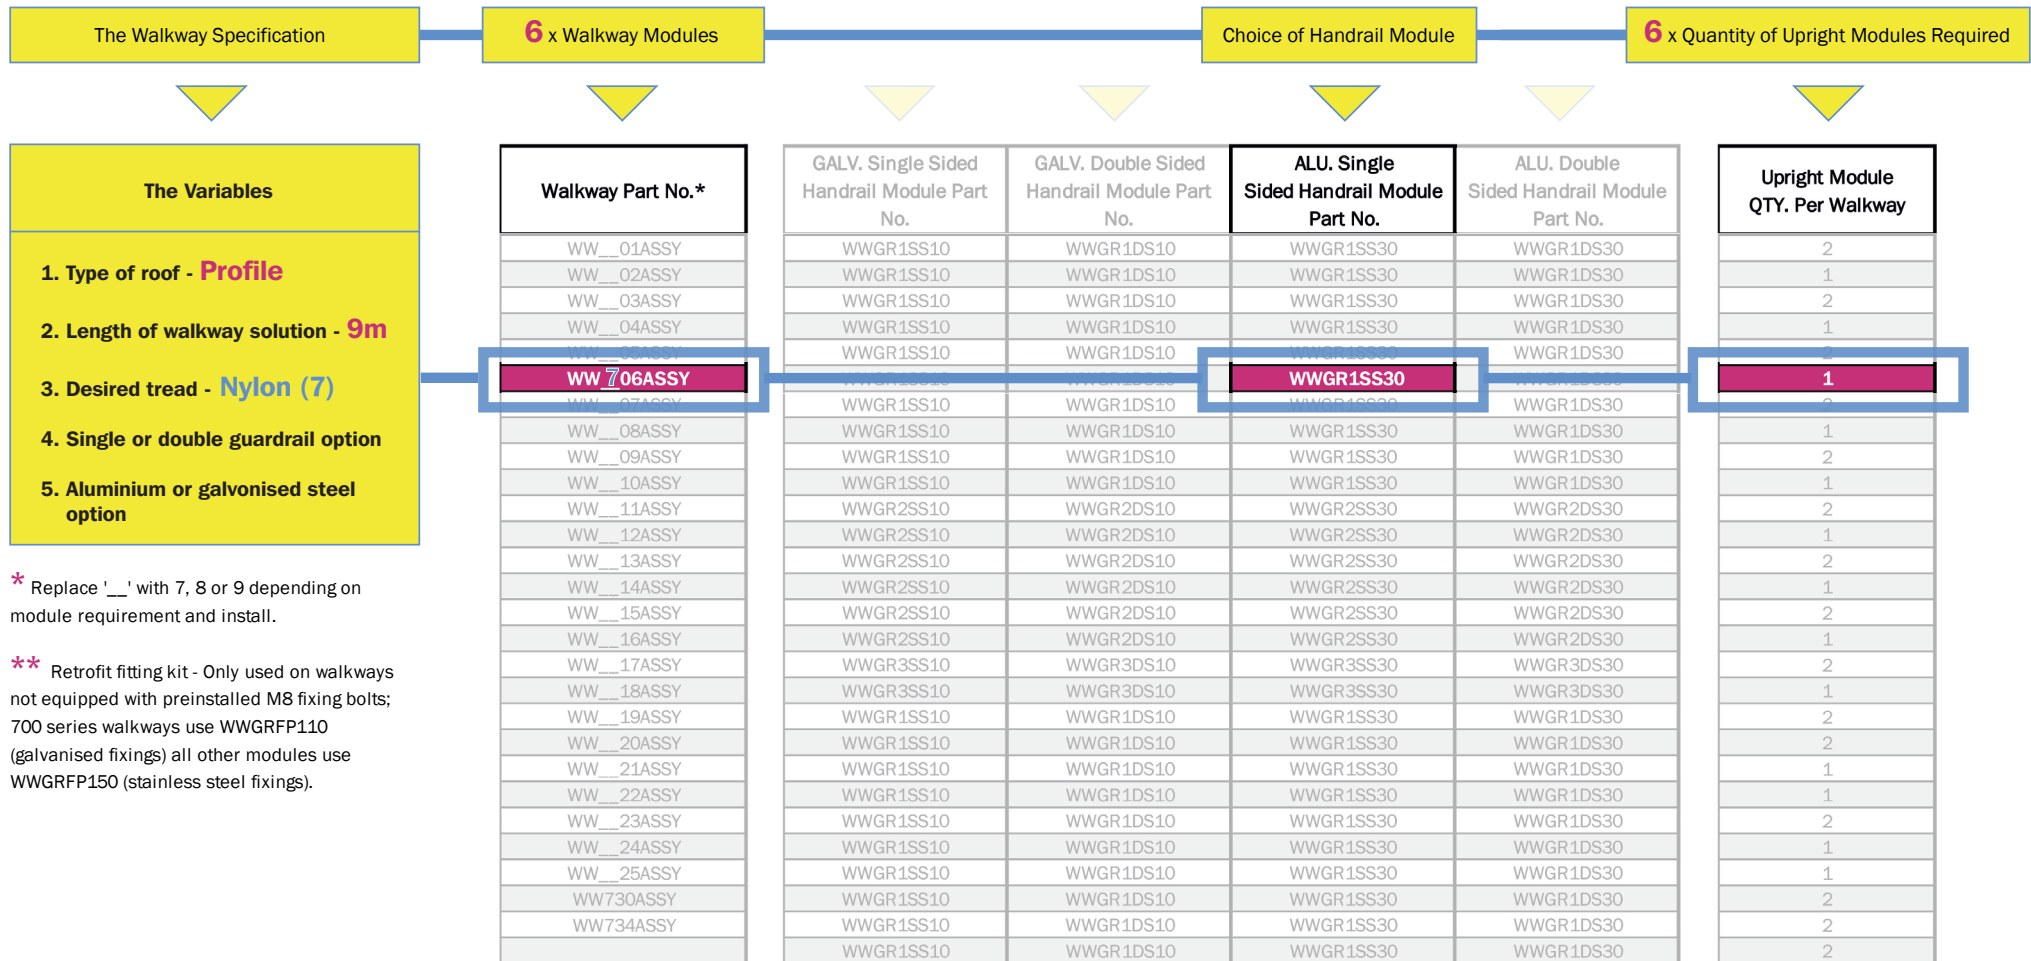 The Walkway Specification
6 x Walkway Modules
Choice of Handrail Module
6 x Quantity of Upright Modules Required
The Variables
1. Type of roof - Profile
2. Length of walkway solution - 9m
3. Desired tread - Nylon (7)
4. Single or double guardrail option
5. Aluminium or galvonised steel
option
* Replace '__' with 7, 8 or 9 depending on
module requirement and install.
** Retrofit fitting kit - Only used on walkways
not equipped with preinstalled M8 fixing bolts;
700 series walkways use WWGRFP110
(galvanised fixings) all other modules use
WWGRFP150 (stainless steel fixings).
Walkway Part No.* GALV. Single Sided Handrail Module Part No. GALV. Double Sided Handrail Module Part No. ALU. Single Sided Handrail Module Part No. ALU. Double Sided Handrail Module Part No. Upright Module QTY. Per Walkway
WW__01ASSY WWGR1SS10 WWGR1DS10 WWGR1SS30 WWGR1DS30 2
WW__02ASSY WWGR1SS10 WWGR1DS10 WWGR1SS30 WWGR1DS30 1
WW__03ASSY WWGR1SS10 WWGR1DS10 WWGR1SS30 WWGR1DS30 2
WW__04ASSY WWGR1SS10 WWGR1DS10 WWGR1SS30 WWGR1DS30 1
WW__05ASSY WWGR1SS10 WWGR1DS10 WWGR1SS30 WWGR1DS30 2
WW_706ASSY WWGR1SS30 1
WW__07ASSY WWGR1SS10 WWGR1DS10 WWGR1SS30 WWGR1DS30 2
WW__08ASSY WWGR1SS10 WWGR1DS10 WWGR1SS30 WWGR1DS30 1
WW__09ASSY WWGR1SS10 WWGR1DS10 WWGR1SS30 WWGR1DS30 2
WW__10ASSY WWGR1SS10 WWGR1DS10 WWGR1SS30 WWGR1DS30 1
WW__11ASSY WWGR2SS10 WWGR2DS10 WWGR2SS30 WWGR2DS30 2
WW__12ASSY WWGR2SS10 WWGR2DS10 WWGR2SS30 WWGR2DS30 1
WW__13ASSY WWGR2SS10 WWGR2DS10 WWGR2SS30 WWGR2DS30 2
WW__14ASSY WWGR2SS10 WWGR2DS10 WWGR2SS30 WWGR2DS30 1
WW__15ASSY WWGR2SS10 WWGR2DS10 WWGR2SS30 WWGR2DS30 2
WW__16ASSY WWGR2SS10 WWGR2DS10 WWGR2SS30 WWGR2DS30 1
WW__17ASSY WWGR3SS10 WWGR3DS10 WWGR3SS30 WWGR3DS30 2
WW__18ASSY WWGR3SS10 WWGR3DS10 WWGR3SS30 WWGR3DS30 1
WW__19ASSY WWGR1SS10 WWGR1DS10 WWGR1SS30 WWGR1DS30 2
WW__20ASSY WWGR1SS10 WWGR1DS10 WWGR1SS30 WWGR1DS30 2
WW__21ASSY WWGR1SS10 WWGR1DS10 WWGR1SS30 WWGR1DS30 1
WW__22ASSY WWGR1SS10 WWGR1DS10 WWGR1SS30 WWGR1DS30 1
WW__23ASSY WWGR1SS10 WWGR1DS10 WWGR1SS30 WWGR1DS30 2
WW__24ASSY WWGR1SS10 WWGR1DS10 WWGR1SS30 WWGR1DS30 1
WW__25ASSY WWGR1SS10 WWGR1DS10 WWGR1SS30 WWGR1DS30 1
WW730ASSY WWGR1SS10 WWGR1DS10 WWGR1SS30 WWGR1DS30 2
WW734ASSY WWGR1SS10 WWGR1DS10 WWGR1SS30 WWGR1DS30 2
WWGR1SS10 WWGR1DS10 WWGR1SS30 WWGR1DS30 2